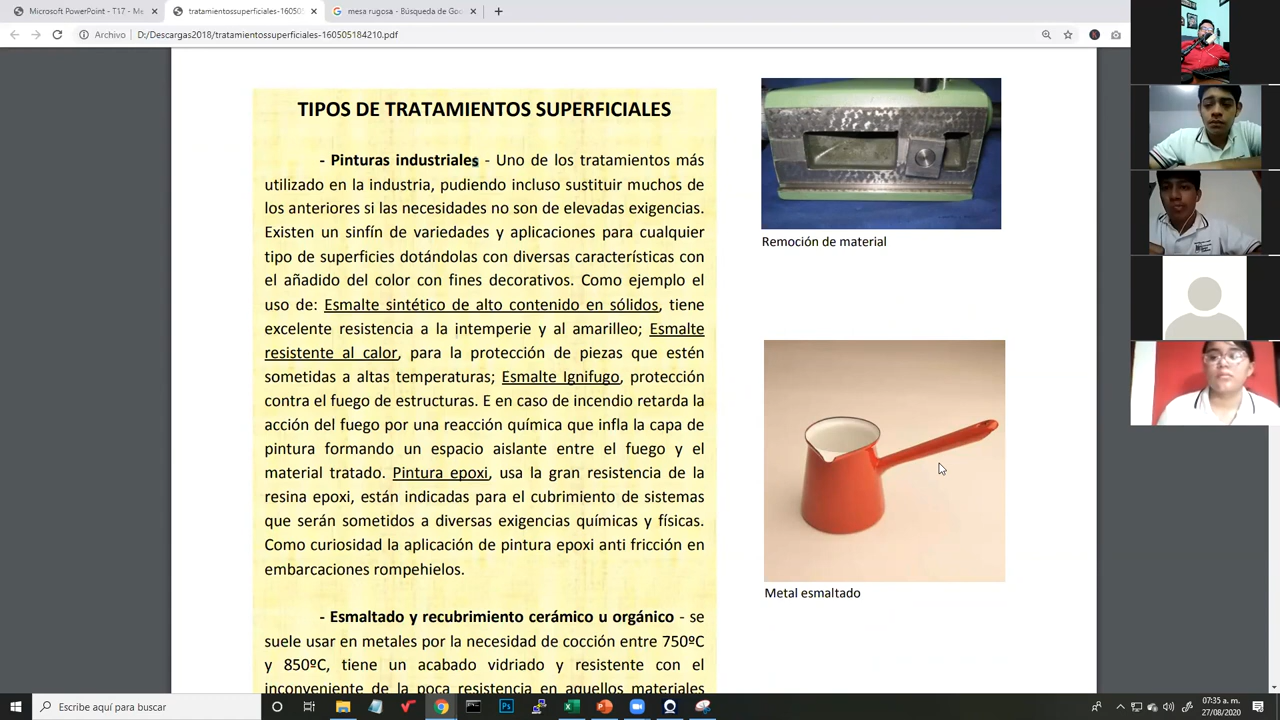 Microsoft PowerPoint - T17 - Me
tratamientossuperficiales-160505
mesa rugosa - Búsqueda de Goo
Archivo
D:/Descargas2018/tratamientossuperficiales-160505184210.pdf
TIPOS DE TRATAMIENTOS SUPERFICIALES
- Pinturas industriales - Uno de los tratamientos más
utilizado en la industria, pudiendo incluso sustituir muchos de
los anteriores si las necesidades no son de elevadas exigencias.
Existen un sinfín de variedades y aplicaciones para cualquier
tipo de superficies dotándolas con diversas características con
el añadido del color con fines decorativos. Como ejemplo el
uso de: Esmalte sintético de alto contenido en sólidos, tiene
excelente resistencia a la intemperie y al amarilleo; Esmalte
resistente al calor, para la protección de piezas que estén
sometidas a altas temperaturas; Esmalte Ignifugo, protección
contra el fuego de estructuras. E en caso de incendio retarda la
acción del fuego por una reacción química que infla la capa de
pintura formando un espacio aislante entre el fuego y el
material tratado. Pintura epoxi, usa la gran resistencia de la
resina epoxi, están indicadas para el cubrimiento de sistemas
que serán sometidos a diversas exigencias químicas y físicas.
Como curiosidad la aplicación de pintura epoxi anti fricción en
embarcaciones rompehielos.
- Esmaltado y recubrimiento cerámico u orgánico - se
suele usar en metales por la necesidad de cocción entre 750ºC
y 850ºC, tiene un acabado vidriado y resistente con el
inconveniente de la poca resistencia en aquellos materiales
Remoción de material
Metal esmaltado
Escribe aquí para buscar
07:35 a. m.
27/08/2020